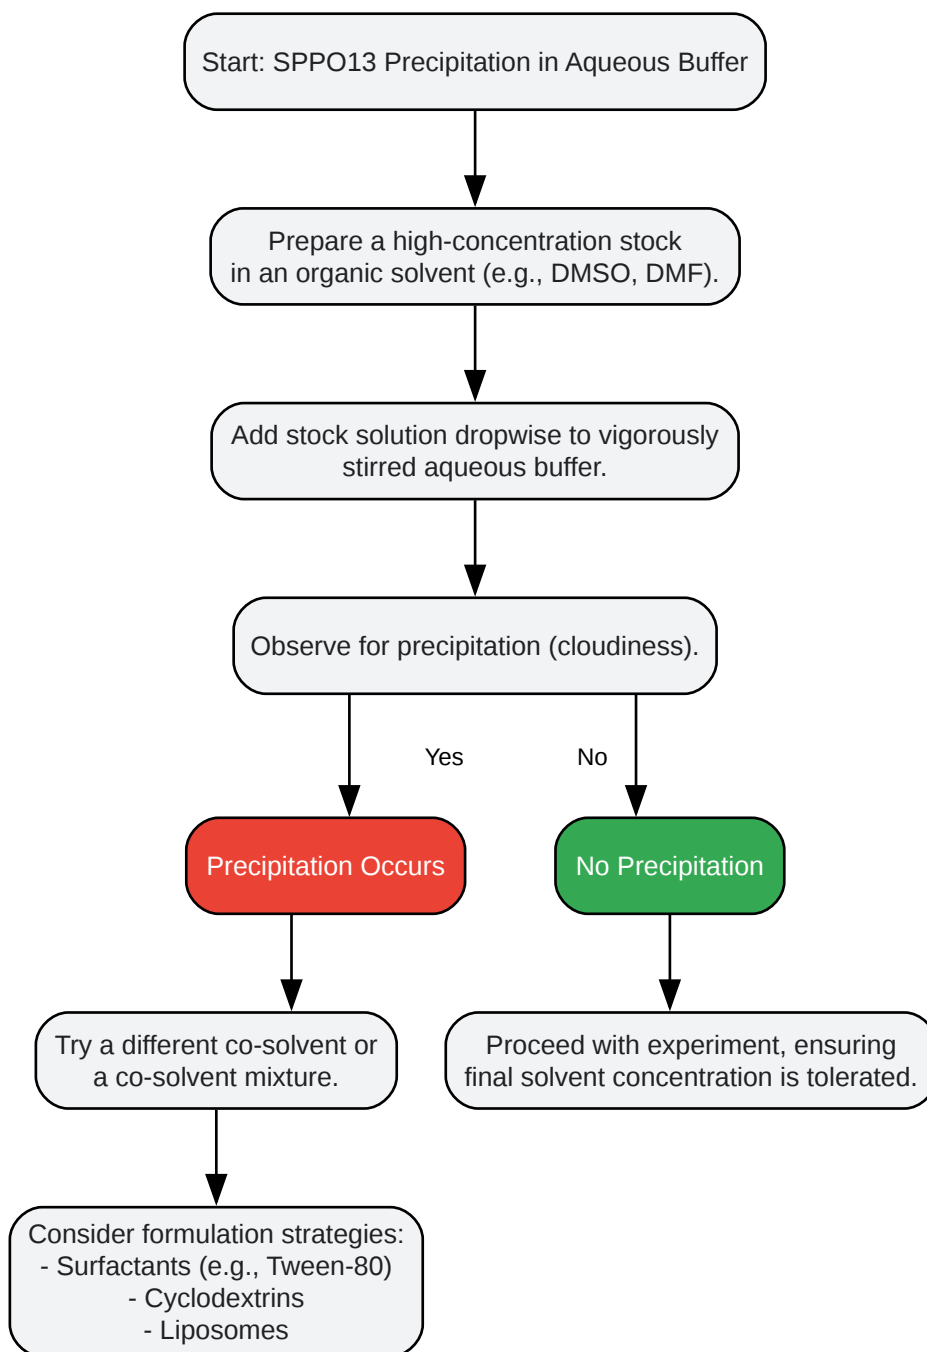 Start: SPPO13 Precipitation in Aqueous Buffer
Prepare a high-concentration stock
in an organic solvent (e.g., DMSO, DMF).
Add stock solution dropwise to vigorously
stirred aqueous buffer.
Observe for precipitation (cloudiness).
Yes
No
Precipitation Occurs
No Precipitation
Try a different co-solvent or
a co-solvent mixture.
Proceed with experiment, ensuring
final solvent concentration is tolerated.
Consider formulation strategies:
- Surfactants (e.g., Tween-80)
- Cyclodextrins
- Liposomes